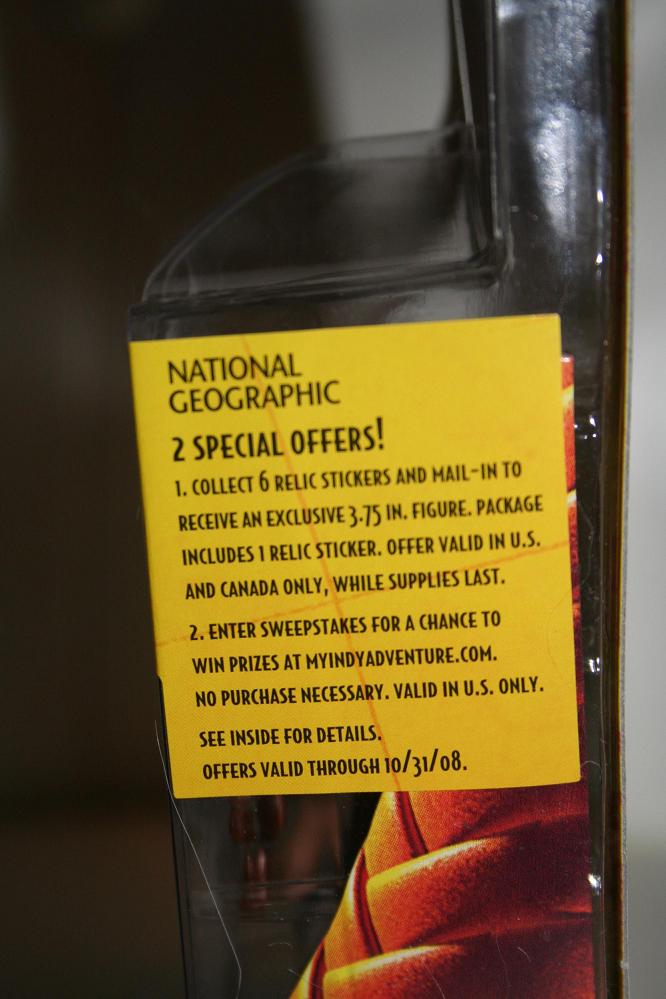 NATIONAL
GEOGRAPHIC
2 SPECIAL OFFERS!
1. COLLECT 6 RELIC STICKERS AND MAIL-IN TO
RECEIVE AN EXCLUSIVE 3.75 IN. FIGURE. PACKAGE
INCLUDES 1 RELIC STICKER. OFFER VALID IN U.S.
AND CANADA ONLY, WHILE SUPPLIES LAST.
2. ENTER SWEEPSTAKES FOR A CHANCE TO
WIN PRIZES AT MYINDYADVENTURE.COM.
NO PURCHASE NECESSARY. VALID IN U.S. ONLY.
SEE INSIDE FOR DETAILS.
OFFERS VALID THROUGH 10/31/08.